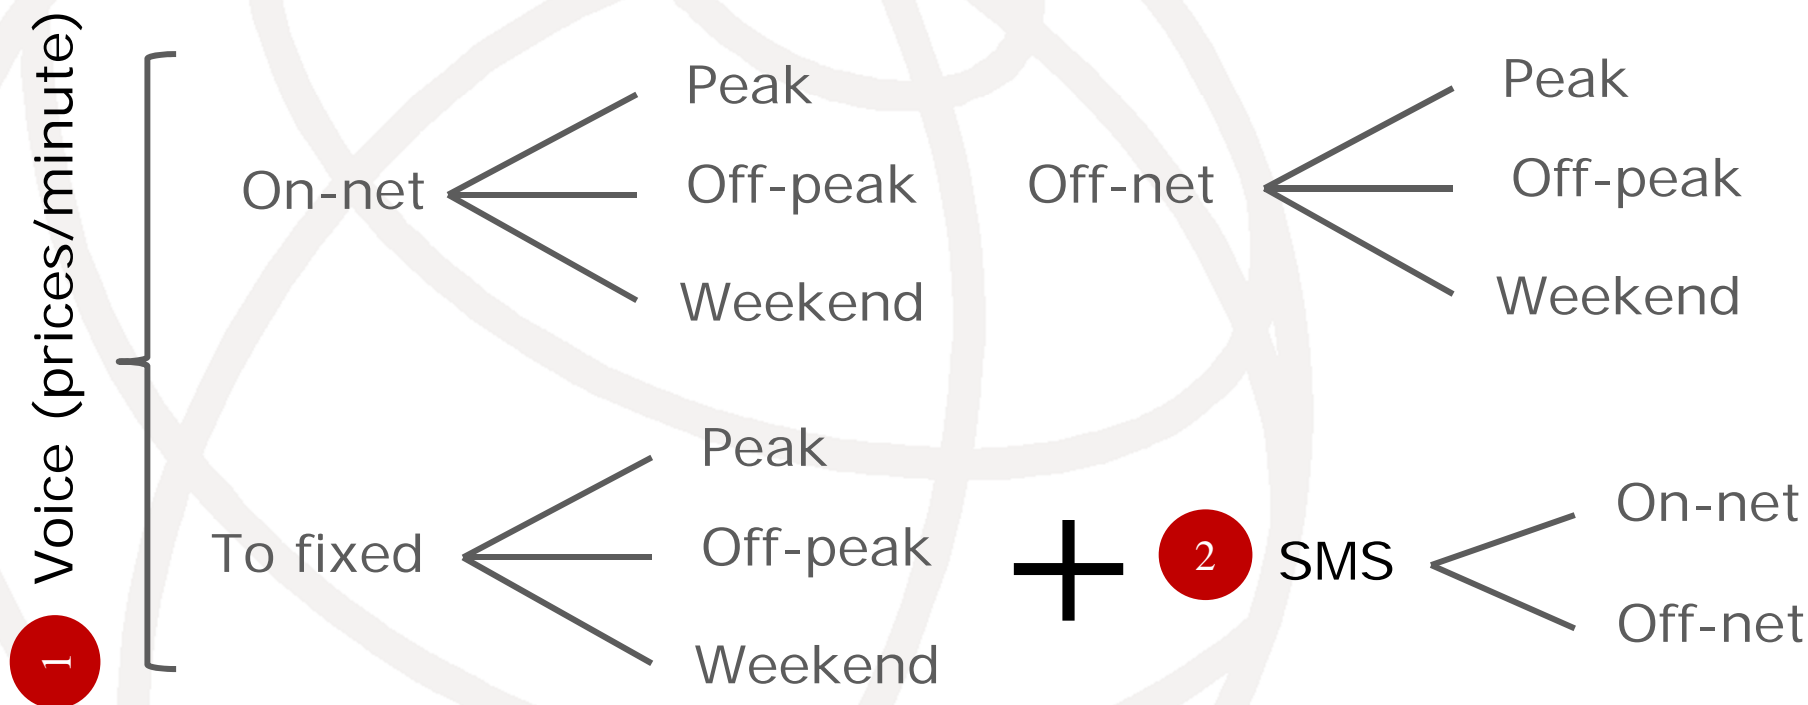 1 Voice (prices/minute)
On-net
Peak
Off-peak
Weekend
Off-net
Peak
Off-peak
Weekend
To fixed
Peak
Off-peak
Weekend
+
2 SMS
On-net
Off-net